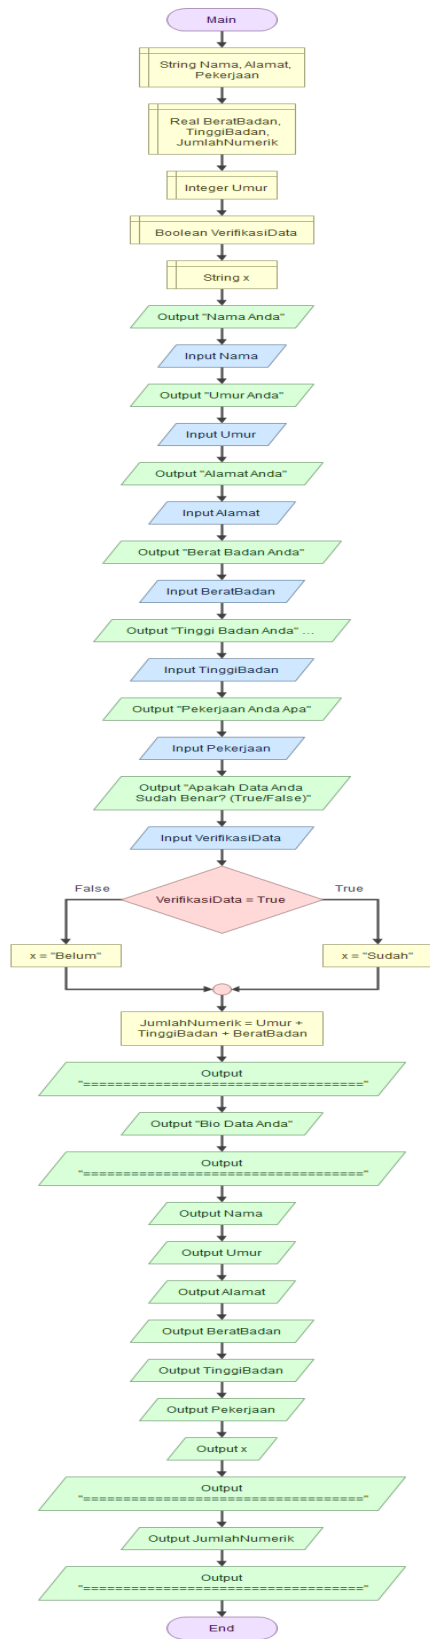 Main
String Nama, Alamat,
Pekerjaan
Real BeratBadan,
TinggiBadan,
JumlahNumerik
Integer Umur
Boolean VerifikasiData
String x
Output "Nama Anda"
Input Nama
Output "Umur Anda"
Input Umur
Output "Alamat Anda"
Input Alamat
Output "Berat Badan Anda"
Input BeratBadan
Output "Tinggi Badan Anda" ...
Input TinggiBadan
Output "Pekerjaan Anda Apa"
Input Pekerjaan
Output "Apakah Data Anda
Sudah Benar? (True/False)"
Input VerifikasiData
False
True
VerifikasiData = True
x = "Belum"
x = "Sudah"
JumlahNumerik = Umur +
TinggiBadan + BeratBadan
Output
"===================================="
Output "Bio Data Anda"
Output
"===================================="
Output Nama
Output Umur
Output Alamat
Output BeratBadan
Output TinggiBadan
Output Pekerjaan
Output x
Output
"===================================="
Output JumlahNumerik
Output
"===================================="
End